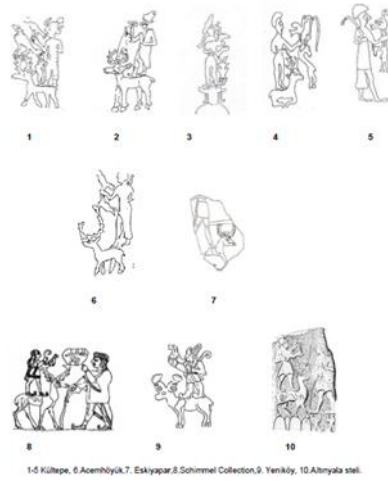 1 2 3 4 5
6 7
8 9 10
1-5 Kültepe, 6.Acemhöyük.7. Eskiyapar,8.Schimmel Collection,9. Yeniköy, 10.Altınyala steli.